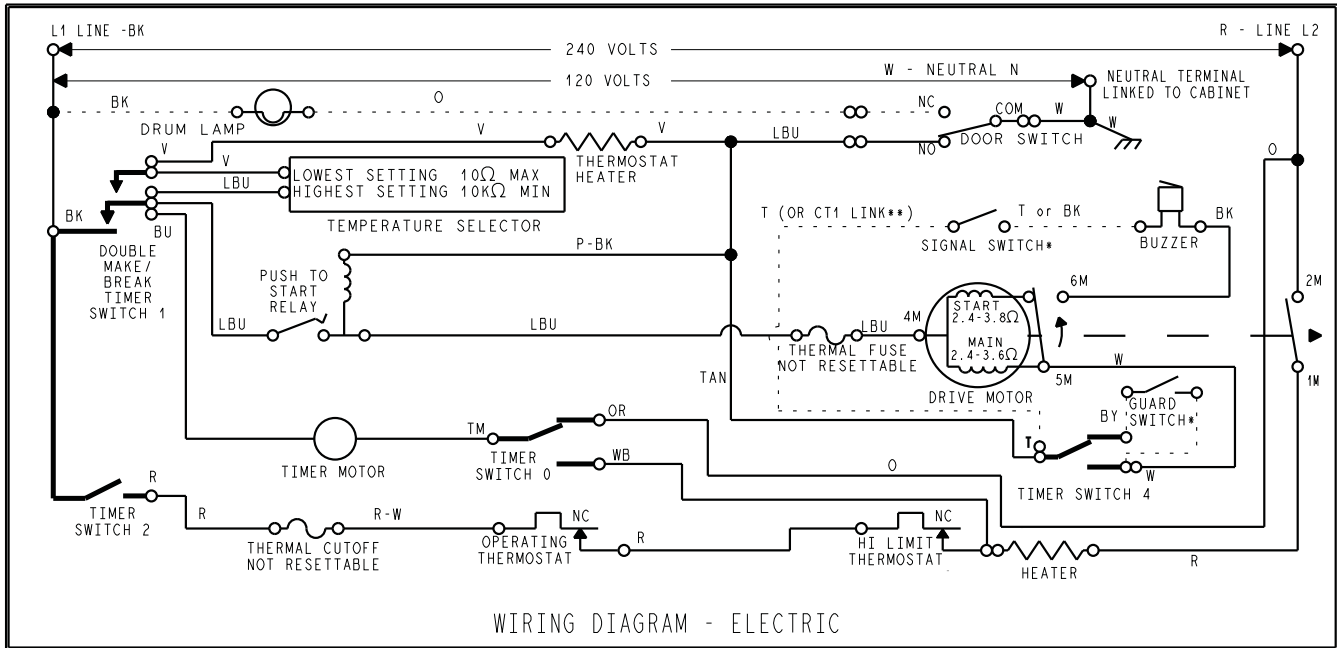 L1 LINE -BK
R - LINE L2
240 VOLTS
120 VOLTS
W - NEUTRAL N
NEUTRAL TERMINAL
LINKED TO CABINET
BK
O
NC
COM
W
W
DRUM LAMP
DOOR SWITCH
V
V
V
LBU
NO
O
THERMOSTAT
HEATER
V
LBU
LOWEST SETTING 10Ω MAX
HIGHEST SETTING 10KΩ MIN
TEMPERATURE SELECTOR
BK
BU
DOUBLE
MAKE/
BREAK
TIMER
SWITCH 1
T (OR CT1 LINK**)
T or BK
BK
SIGNAL SWITCH*
BUZZER
P-BK
PUSH TO
START
RELAY
6M
2M
START
2.4-3.8Ω
LBU
LBU
LBU
4M
MAIN
2.4-3.6Ω
THERMAL FUSE
NOT RESETTABLE
W
5M
1M
TAN
DRIVE MOTOR
GUARD
SWITCH*
BY
OR
TM
T
TIMER MOTOR
TIMER
SWITCH 0
WB
O
W
TIMER SWITCH 4
R
TIMER
SWITCH 2
R
R-W
NC
NC
THERMAL CUTOFF
NOT RESETTABLE
OPERATING
THERMOSTAT
R
HI LIMIT
THERMOSTAT
HEATER
R
WIRING DIAGRAM - ELECTRIC